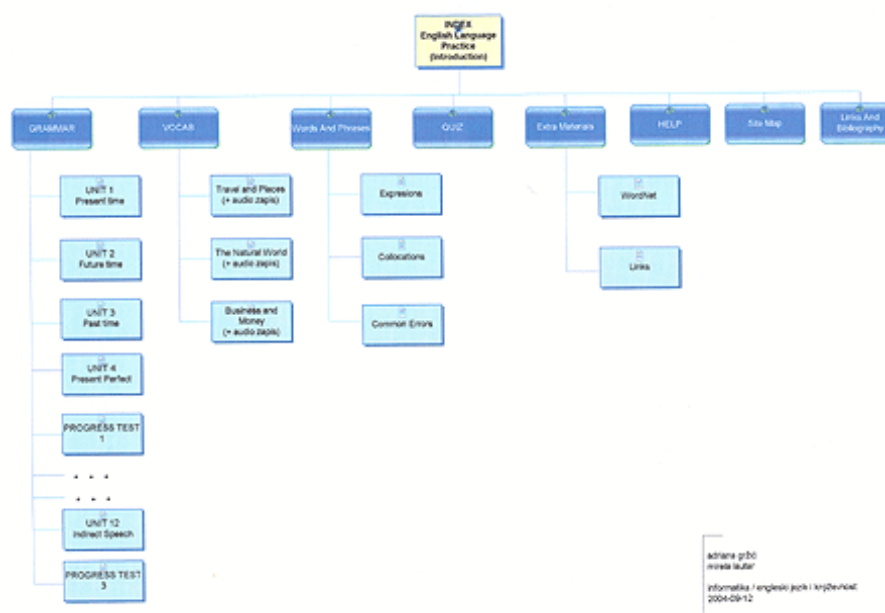 INDEX
English Language
Practice
(Introduction)
GRAMMAR
VOCAB
Words And Phrases
QUIZ
Extra Materials
HELP
Site Map
Links And
Bibliography
UNIT 1
Present time
UNIT 2
Future time
UNIT 3
Past time
UNIT 4
Present Perfect
PROGRESS TEST
1
. . .
. . .
UNIT 12
Indirect Speech
PROGRESS TEST
3
Travel and Places
(+ audio zapis)
The Natural World
(+ audio zapis)
Business and
Money
(+ audio zapis)
Expresions
Collocations
Common Errors
WordNet
Links
adriana
mirela
informatika / engleski jezik i književnost
2004-09-12